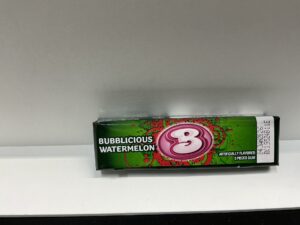 BUBBLICIOUS
WATERMELON
B
ARTIFICIALLY FLAVORED
5 PIECES GUM